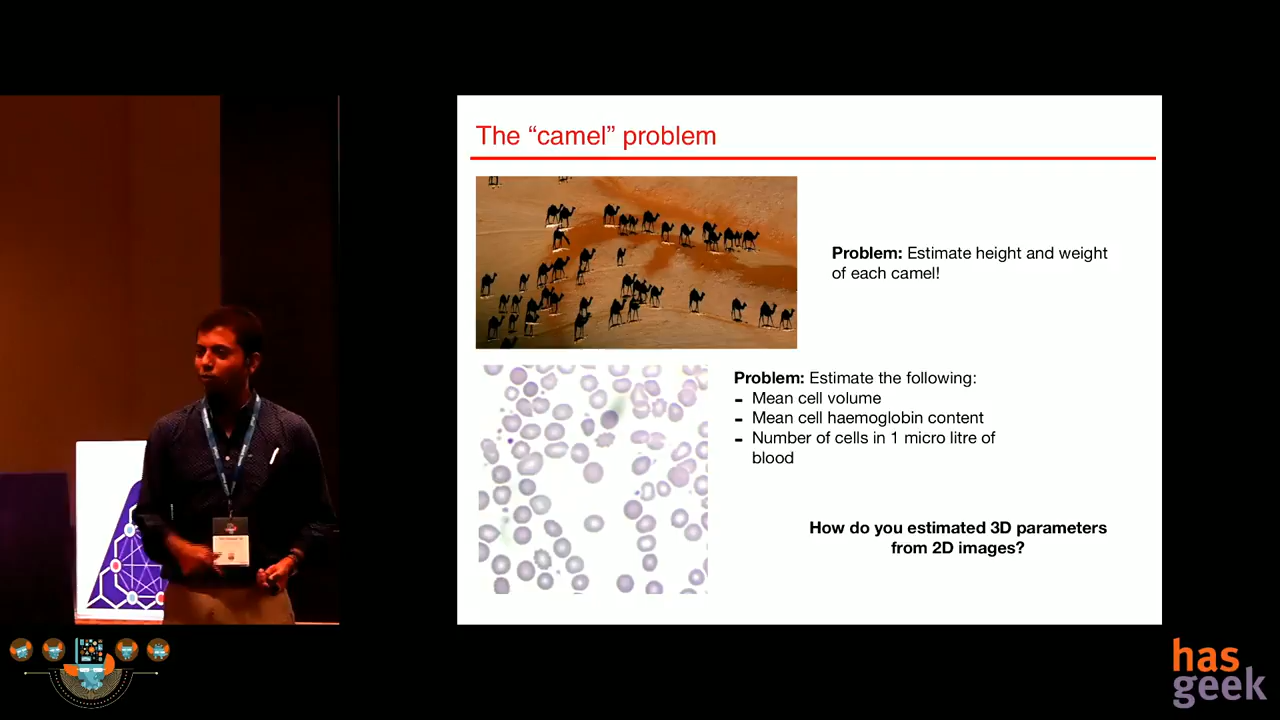 The “camel” problem
Problem: Estimate height and weight
of each camel!
Problem: Estimate the following:
- Mean cell volume
- Mean cell haemoglobin content
- Number of cells in 1 micro litre of
blood
How do you estimated 3D parameters
from 2D images?
has
geek